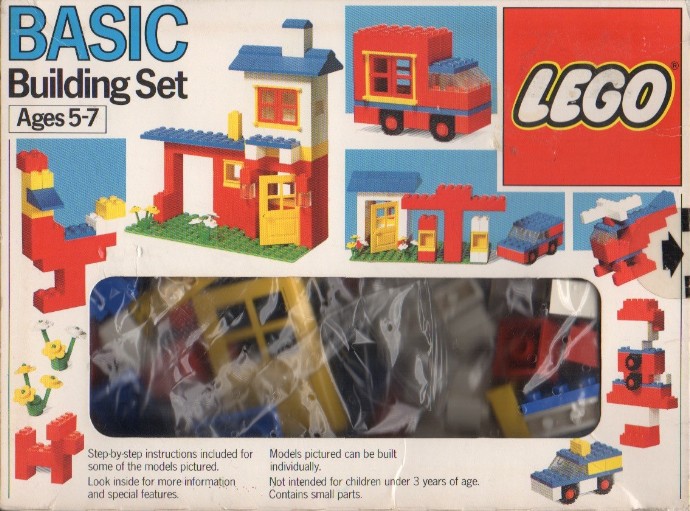 BASIC
Building Set
Ages 5-7
LEGO®
Step-by-step instructions included for
some of the models pictured.
Look inside for more information
and special features.
Models pictured can be built
individually.
Not intended for children under 3 years of age.
Contains small parts.